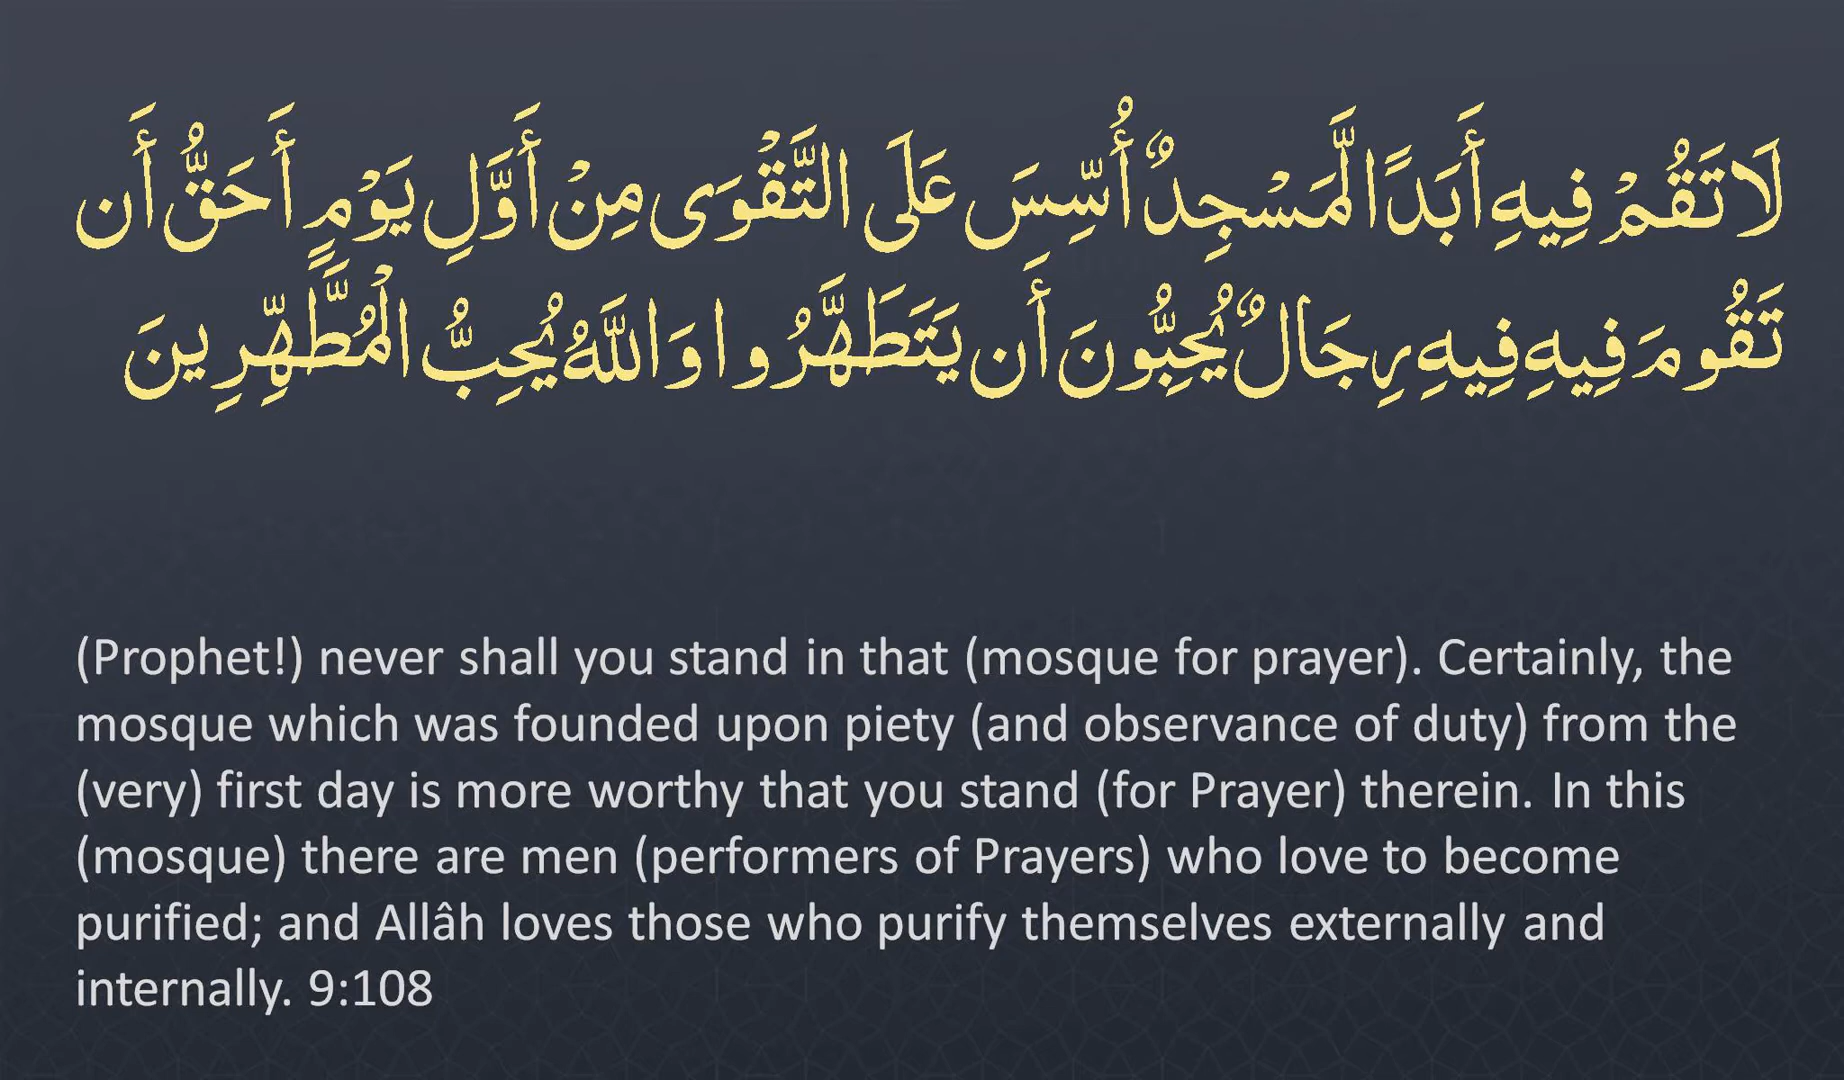 لَا تَقُمْ فِيهِ أَبَدًا لَّمَسْجِدٌ أُسِّسَ عَلَى التَّقْوَى مِنْ أَوَّلِ يَوْمٍ أَحَقُّ أَن
تَقُومَ فِيهِ فِيهِ رِجَالٌ يُحِبُّونَ أَن يَتَطَهَّرُوا وَاللَّهُ يُحِبُّ الْمُطَّهِّرِينَ
(Prophet!) never shall you stand in that (mosque for prayer). Certainly, the
mosque which was founded upon piety (and observance of duty) from the
(very) first day is more worthy that you stand (for Prayer) therein. In this
(mosque) there are men (performers of Prayers) who love to become
purified; and Allâh loves those who purify themselves externally and
internally. 9:108